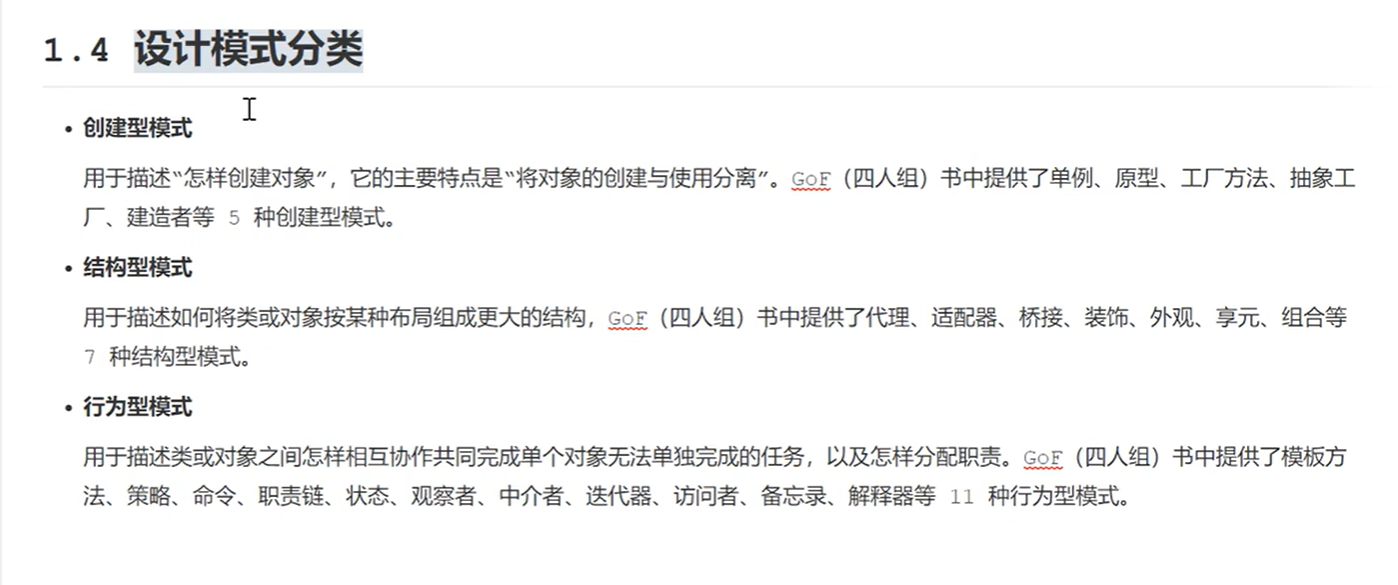 1.4 设计模式分类
• 创建型模式
用于描述“怎样创建对象”，它的主要特点是“将对象的创建与使用分离”。GoF（四人组）书中提供了单例、原型、工厂方法、抽象工
厂、建造者等 5 种创建型模式。
• 结构型模式
用于描述如何将类或对象按某种布局组成更大的结构，GoF（四人组）书中提供了代理、适配器、桥接、装饰、外观、享元、组合等
7 种结构型模式。
• 行为型模式
用于描述类或对象之间怎样相互协作共同完成单个对象无法单独完成的任务，以及怎样分配职责。GoF（四人组）书中提供了模板方
法、策略、命令、职责链、状态、观察者、中介者、迭代器、访问者、备忘录、解释器等 11 种行为型模式。